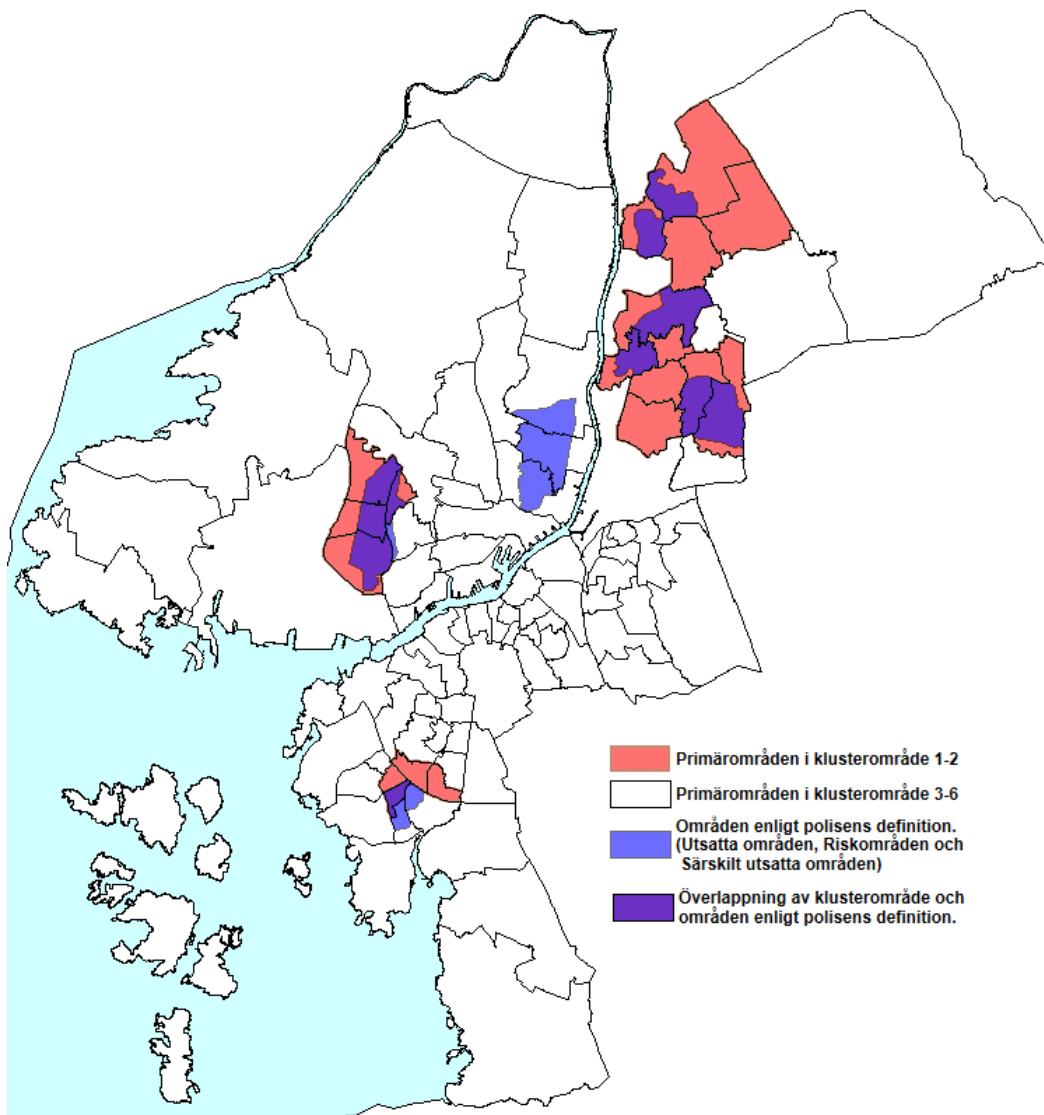 Primärområden i klusterområde 1-2
Primärområden i klusterområde 3-6
Områden enligt polisens definition.
(Utsatta områden, Riskområden och
Särskilt utsatta områden)
Överlappning av klusterområde och
områden enligt polisens definition.